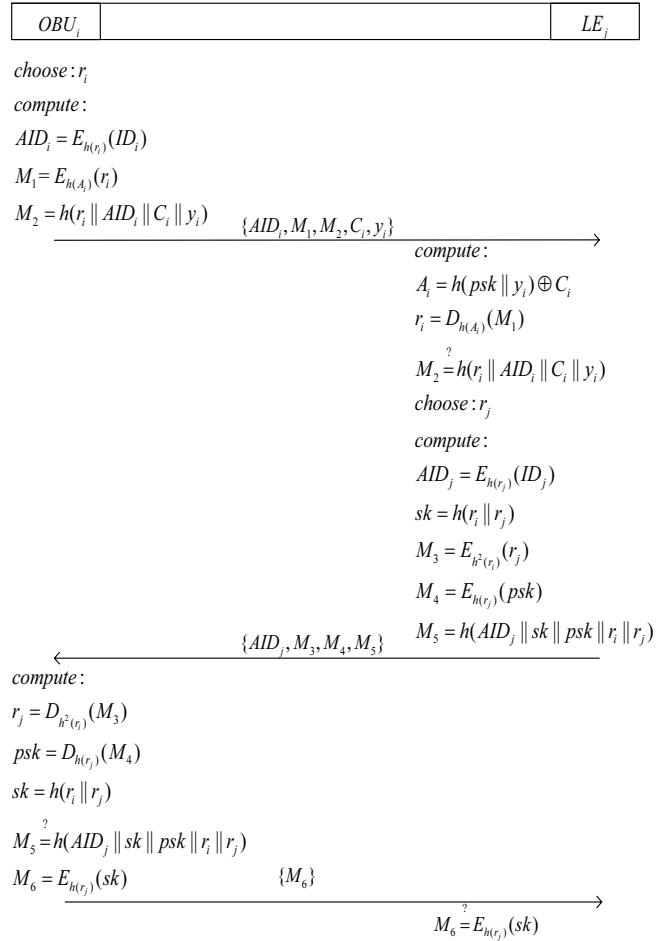 OBU_i LE_j
choose: r_i
compute:
AID_i = E_{h(r_i)}(ID_i)
M_1 = E_{h(A_i)}(r_i)
M_2 = h(r_i || AID_i || C_i || y_i)
{AID_i, M_1, M_2, C_i, y_i}
compute:
A_i = h(psk || y_i) ⊕ C_i
r_i = D_{h(A_i)}(M_1)
M_2 ?= h(r_i || AID_i || C_i || y_i)
choose: r_j
compute:
AID_j = E_{h(r_j)}(ID_j)
sk = h(r_i || r_j)
M_3 = E_{h^2(r_i)}(r_j)
M_4 = E_{h(r_j)}(psk)
M_5 = h(AID_j || sk || psk || r_i || r_j)
{AID_j, M_3, M_4, M_5}
compute:
r_j = D_{h^2(r_i)}(M_3)
psk = D_{h(r_j)}(M_4)
sk = h(r_i || r_j)
M_5 ?= h(AID_j || sk || psk || r_i || r_j)
M_6 = E_{h(r_j)}(sk)
{M_6}
M_6 ?= E_{h(r_j)}(sk)